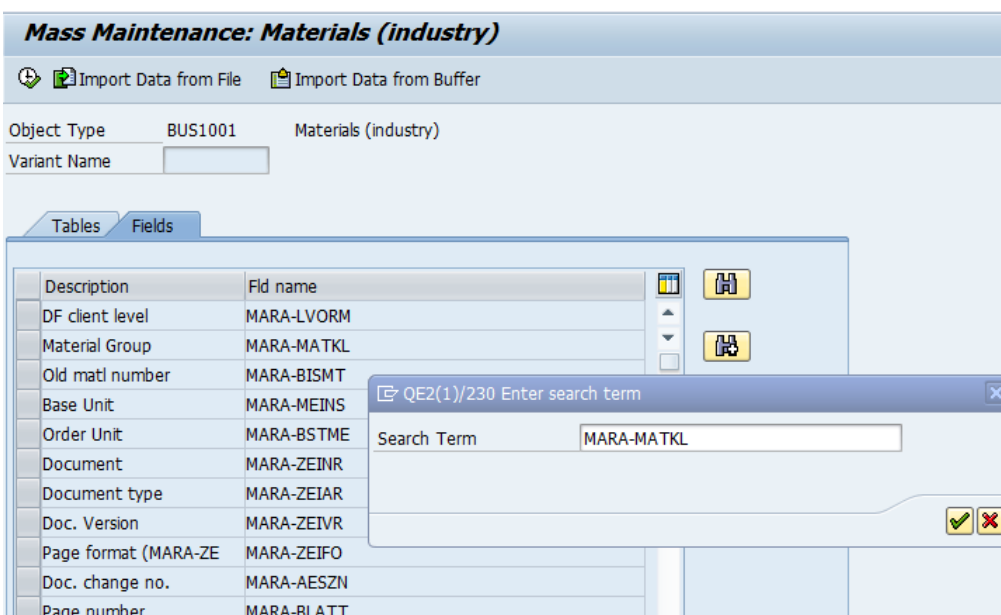 Mass Maintenance: Materials (industry)
Import Data from File Import Data from Buffer
Object Type BUS1001 Materials (industry)
Variant Name
Tables Fields
Description Fld name
DF client level MARA-LVORM
Material Group MARA-MATKL
Old matl number MARA-BISMT
Base Unit MARA-MEINS
QE2(1)/230 Enter search term
Order Unit MARA-BSTME
Search Term MARA-MATKL
Document MARA-ZEINR
Document type MARA-ZEIAR
Doc. Version MARA-ZEIVR
Page format (MARA-ZE MARA-ZEIFO
Doc. change no. MARA-AESZN
Page number MARA-BLATT